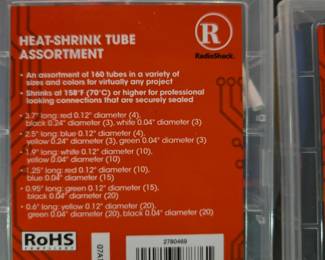 HEAT-SHRINK TUBE
ASSORTMENT
R
RadioShack.
• An assortment of 160 tubes in a variety of
sizes and colors for virtually any project
• Shrinks at 158°F (70°C) or higher for professional
looking connections that are securely sealed
• 3.7" long: red 0.12" diameter (4),
black 0.24" diameter (3), white 0.04" diameter (3)
• 2.5" long: blue 0.12" diameter (4),
yellow 0.24" diameter (3), green 0.04" diameter (3)
• 1.9" long: white 0.12" diameter (10),
yellow 0.04" diameter (10)
• 1.25" long: red 0.12" diameter (10),
blue 0.04" diameter (15)
• 0.95" long: green 0.12" diameter (15),
black 0.04" diameter (20)
• 0.6" long: yellow 0.12" diameter (20),
green 0.04" diameter (20), black 0.04" diameter (20)
RoHS
COMPLIANT
07A
2780469